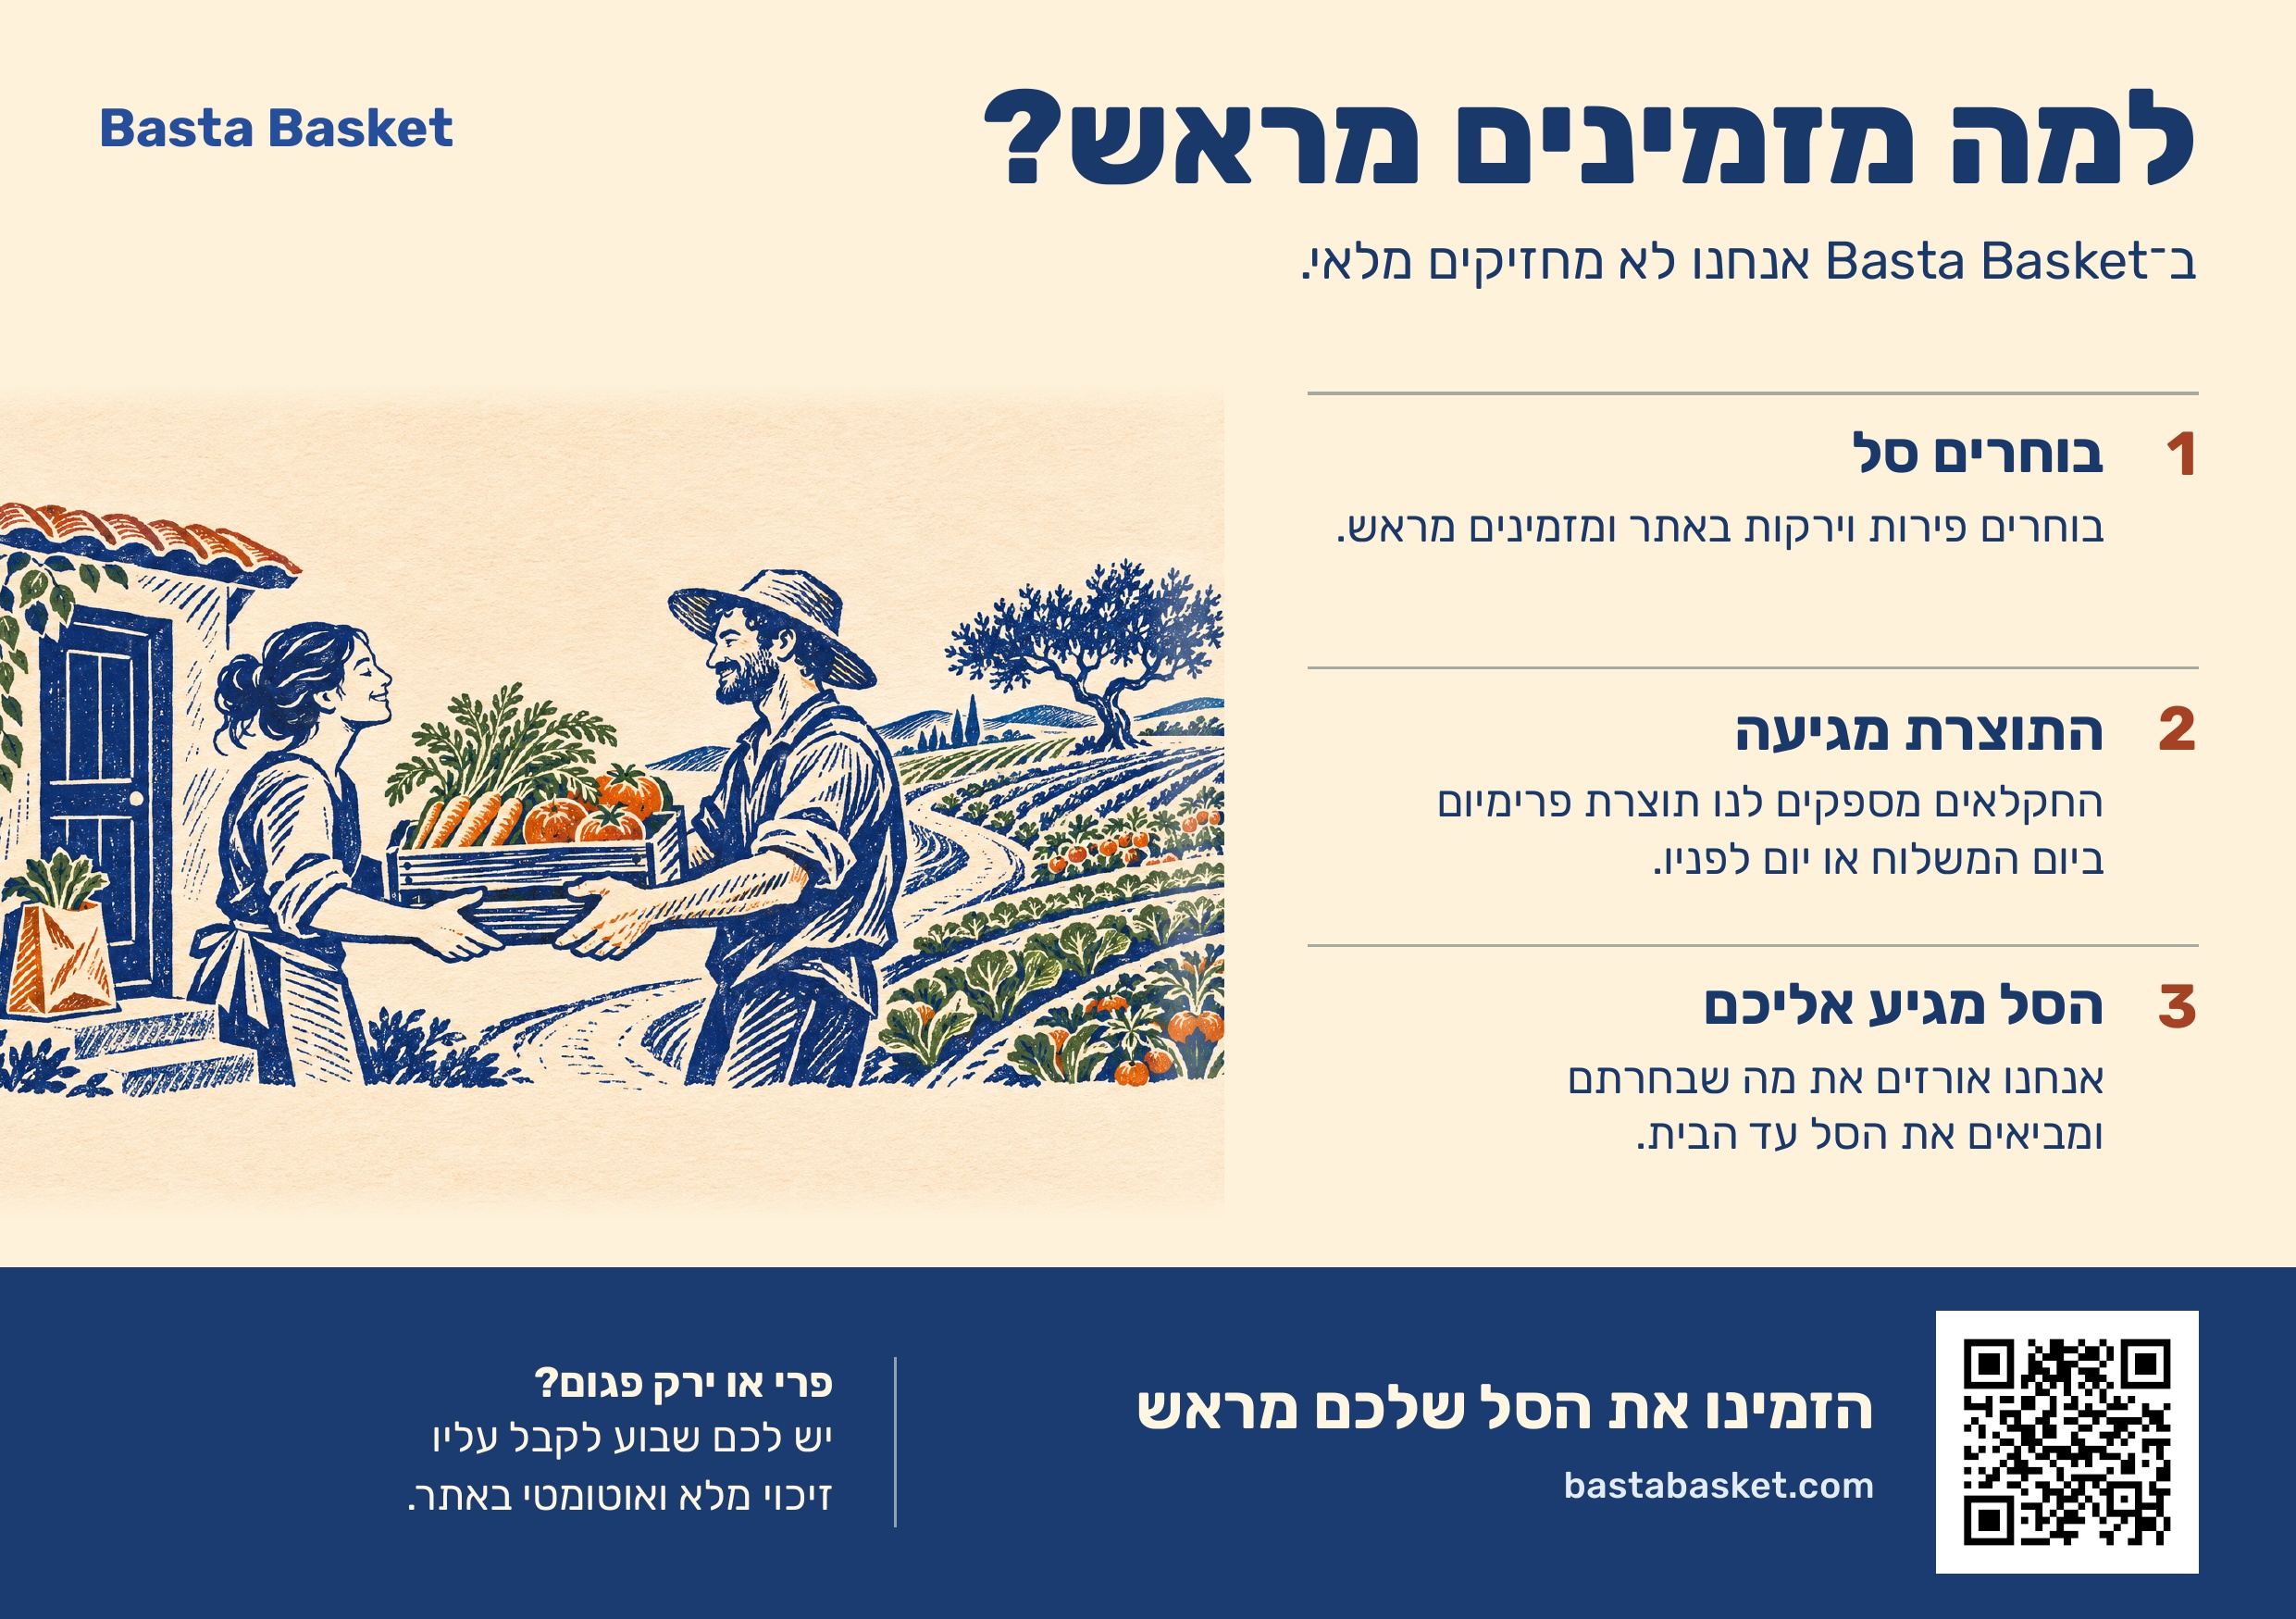 למה מזמינים מראש?
Basta Basket
ב־Basta Basket אנחנו לא מחזיקים מלאי.
1 בוחרים סל
בוחרים פירות וירקות באתר ומזמינים מראש.
2 התוצרת מגיעה
החקלאים מספקים לנו תוצרת פרימיום
ביום המשלוח או יום לפניו.
3 הסל מגיע אליכם
אנחנו אורזים את מה שבחרתם
ומביאים את הסל עד הבית.
הזמינו את הסל שלכם מראש
bastabasket.com
פרי או ירק פגום?
יש לכם שבוע לקבל עליו
זיכוי מלא ואוטומטי באתר.